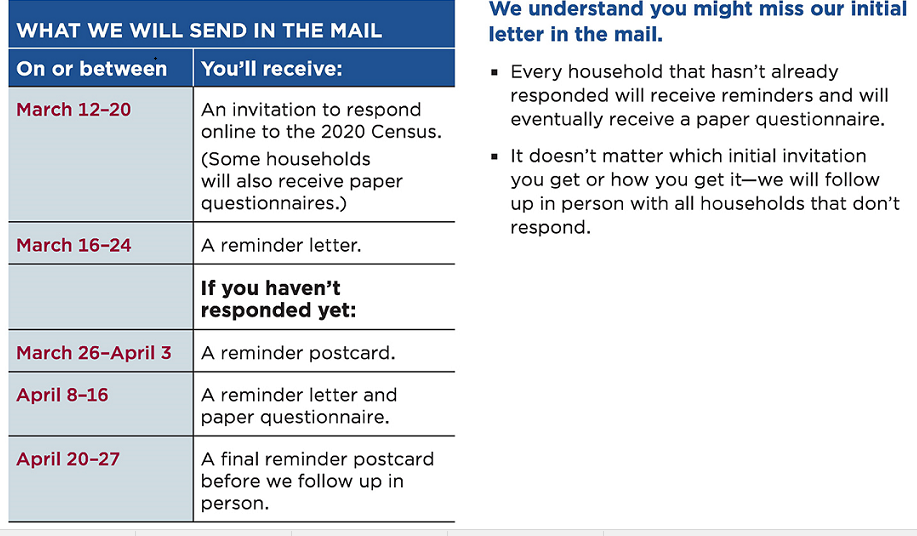 WHAT WE WILL SEND IN THE MAIL
On or between
You’ll receive:
March 12–20
An invitation to respond
online to the 2020 Census.
(Some households
will also receive paper
questionnaires.)
March 16–24
A reminder letter.
If you haven’t
responded yet:
March 26–April 3
A reminder postcard.
April 8–16
A reminder letter and
paper questionnaire.
April 20–27
A final reminder postcard
before we follow up in
person.
We understand you might miss our initial
letter in the mail.
▪ Every household that hasn’t already
responded will receive reminders and will
eventually receive a paper questionnaire.
▪ It doesn’t matter which initial invitation
you get or how you get it—we will follow
up in person with all households that don’t
respond.